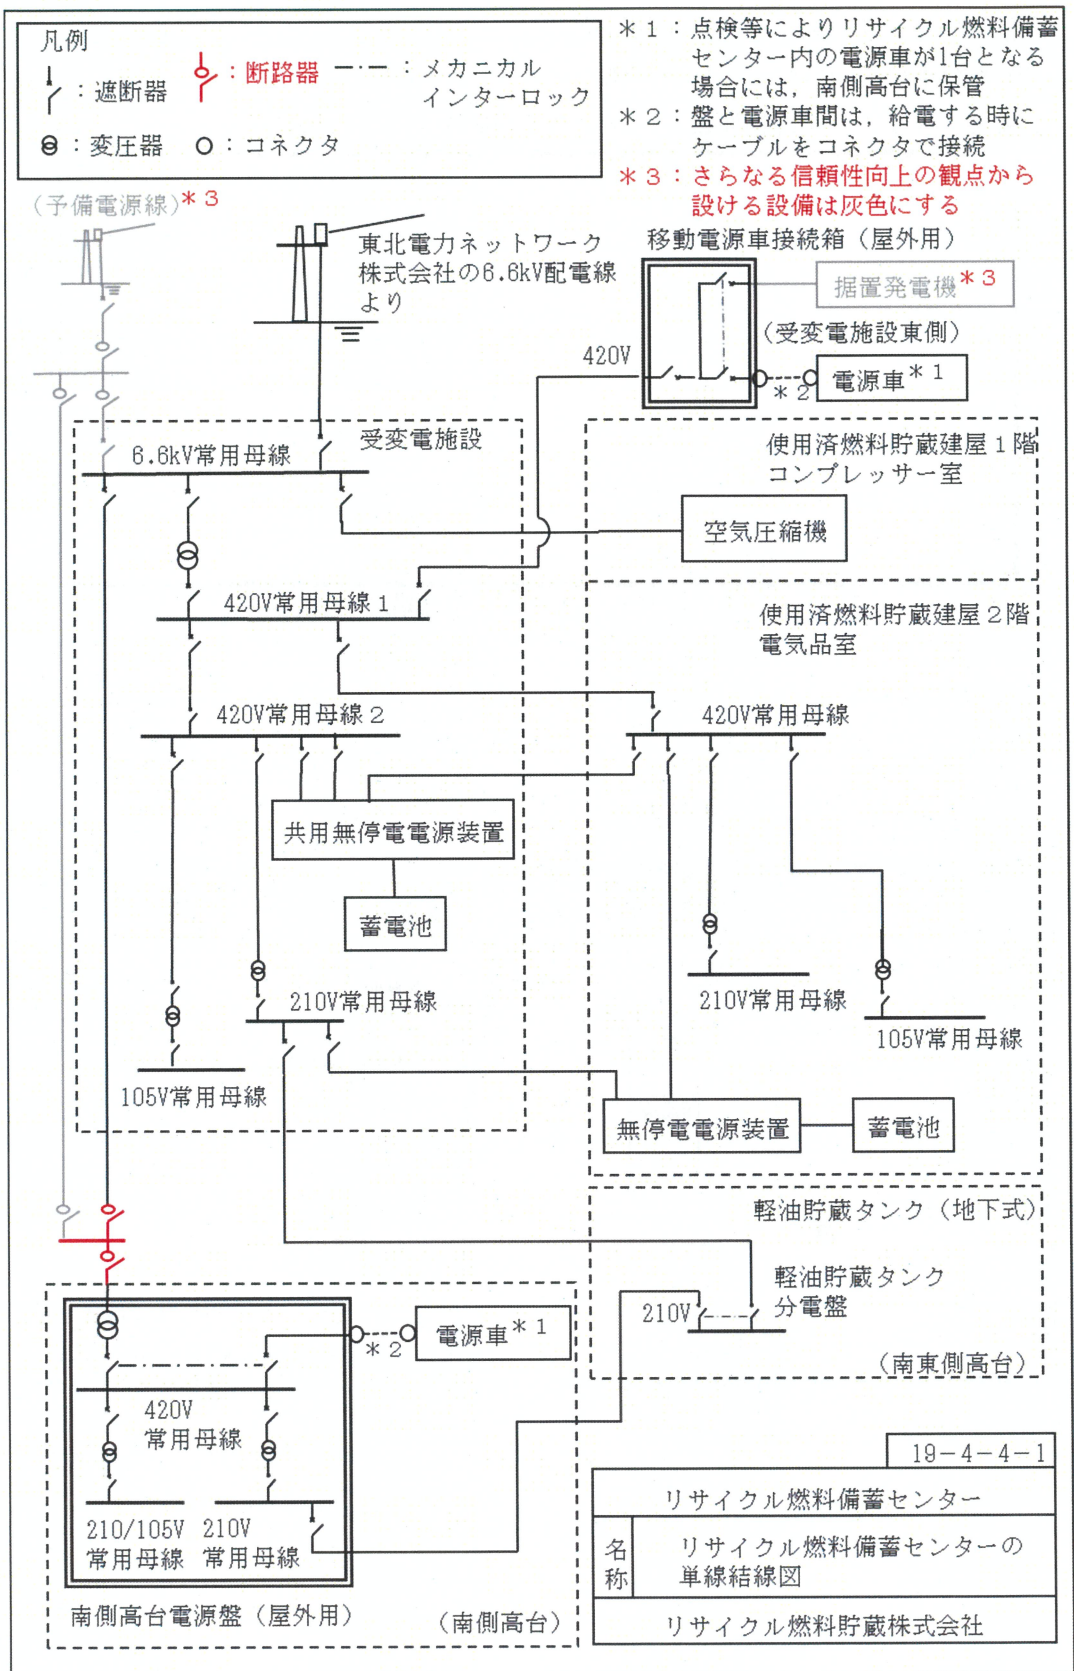 凡例
：遮断器
：断路器
：メカニカル
インターロック
：変圧器
：コネクタ
＊1：点検等によりリサイクル燃料備蓄
センター内の電源車が1台となる
場合には，南側高台に保管
＊2：盤と電源車間は，給電する時に
ケーブルをコネクタで接続
＊3：さらなる信頼性向上の観点から
設ける設備は灰色にする
(予備電源線)＊3
東北電力ネットワーク
株式会社の6.6kV配電線
より
移動電源車接続箱（屋外用）
据置発電機＊3
（受変電施設東側）
420V
電源車＊1
＊2
受変電施設
6.6kV常用母線
使用済燃料貯蔵建屋1階
コンプレッサー室
空気圧縮機
420V常用母線1
使用済燃料貯蔵建屋2階
電気品室
420V常用母線2
420V常用母線
共用無停電電源装置
蓄電池
210V常用母線
210V常用母線
105V常用母線
105V常用母線
無停電電源装置
蓄電池
軽油貯蔵タンク（地下式）
軽油貯蔵タンク
分電盤
210V
（南東側高台）
電源車＊1
＊2
420V
常用母線
210/105V
常用母線
210V
常用母線
南側高台電源盤（屋外用）
（南側高台）
19－4－4－1
リサイクル燃料備蓄センター
名称
リサイクル燃料備蓄センターの
単線結線図
リサイクル燃料貯蔵株式会社